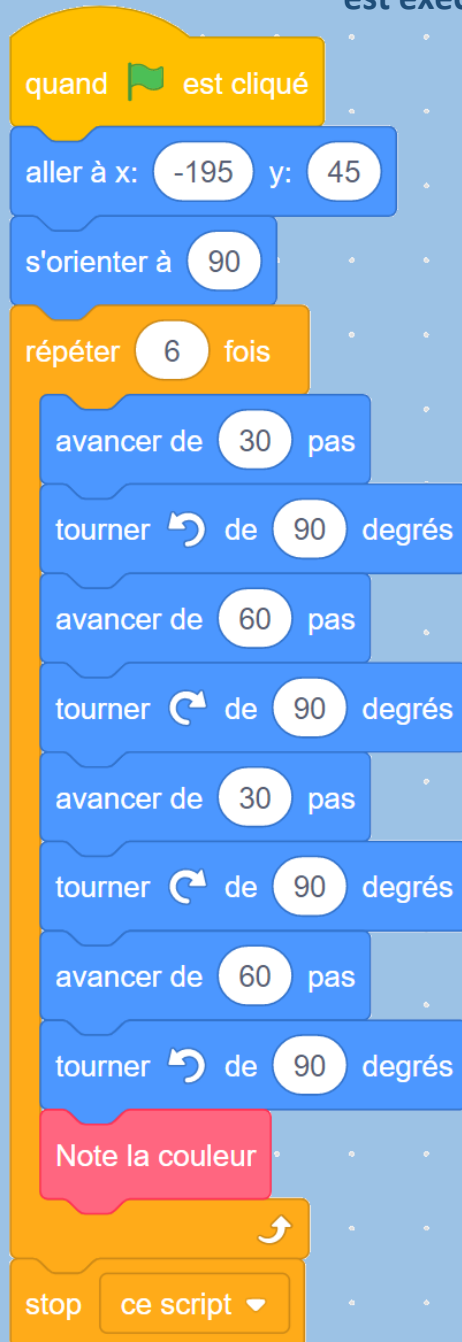 est exéc
quand est cliqué
aller à x: -195 y: 45
s'orienter à 90
répéter 6 fois
avancer de 30 pas
tourner de 90 degrés
avancer de 60 pas
tourner de 90 degrés
avancer de 30 pas
tourner de 90 degrés
avancer de 60 pas
tourner de 90 degrés
Note la couleur
stop ce script